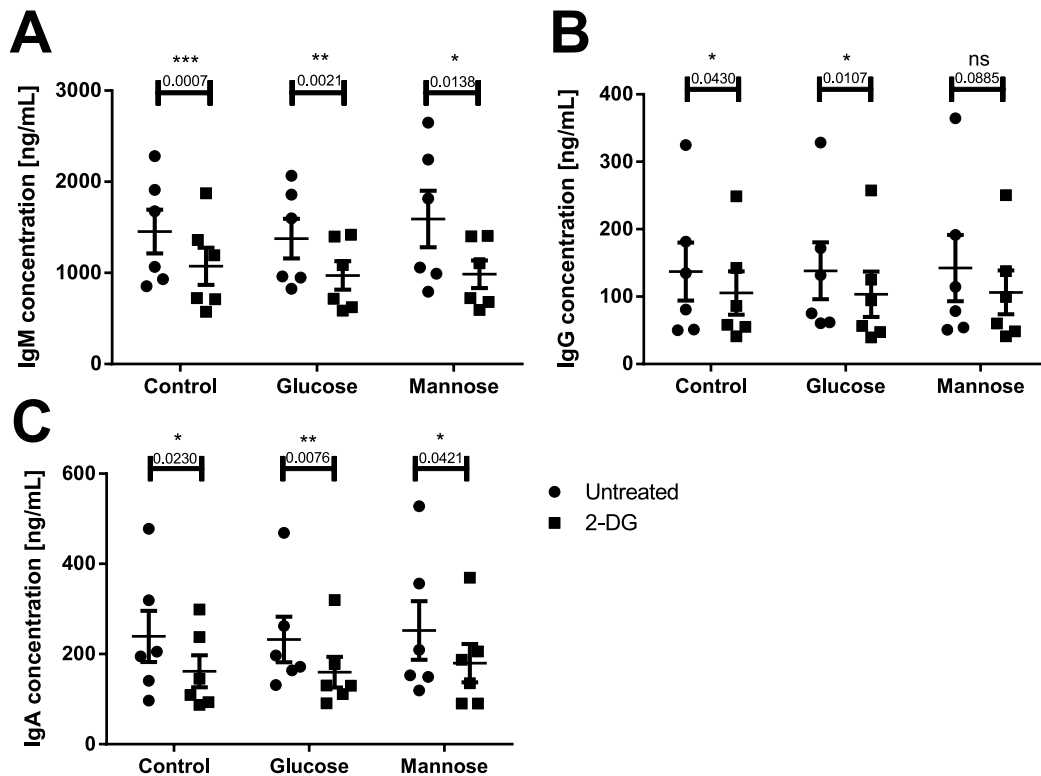 A
IgM concentration [ng/mL]
3000
2000
1000
0
***
0.0007
**
0.0021
*
0.0138
Control
Glucose
Mannose
B
IgG concentration [ng/mL]
400
300
200
100
0
*
0.0430
*
0.0107
ns
0.0885
Control
Glucose
Mannose
C
IgA concentration [ng/mL]
600
400
200
0
*
0.0230
**
0.0076
*
0.0421
Control
Glucose
Mannose
Untreated
2-DG